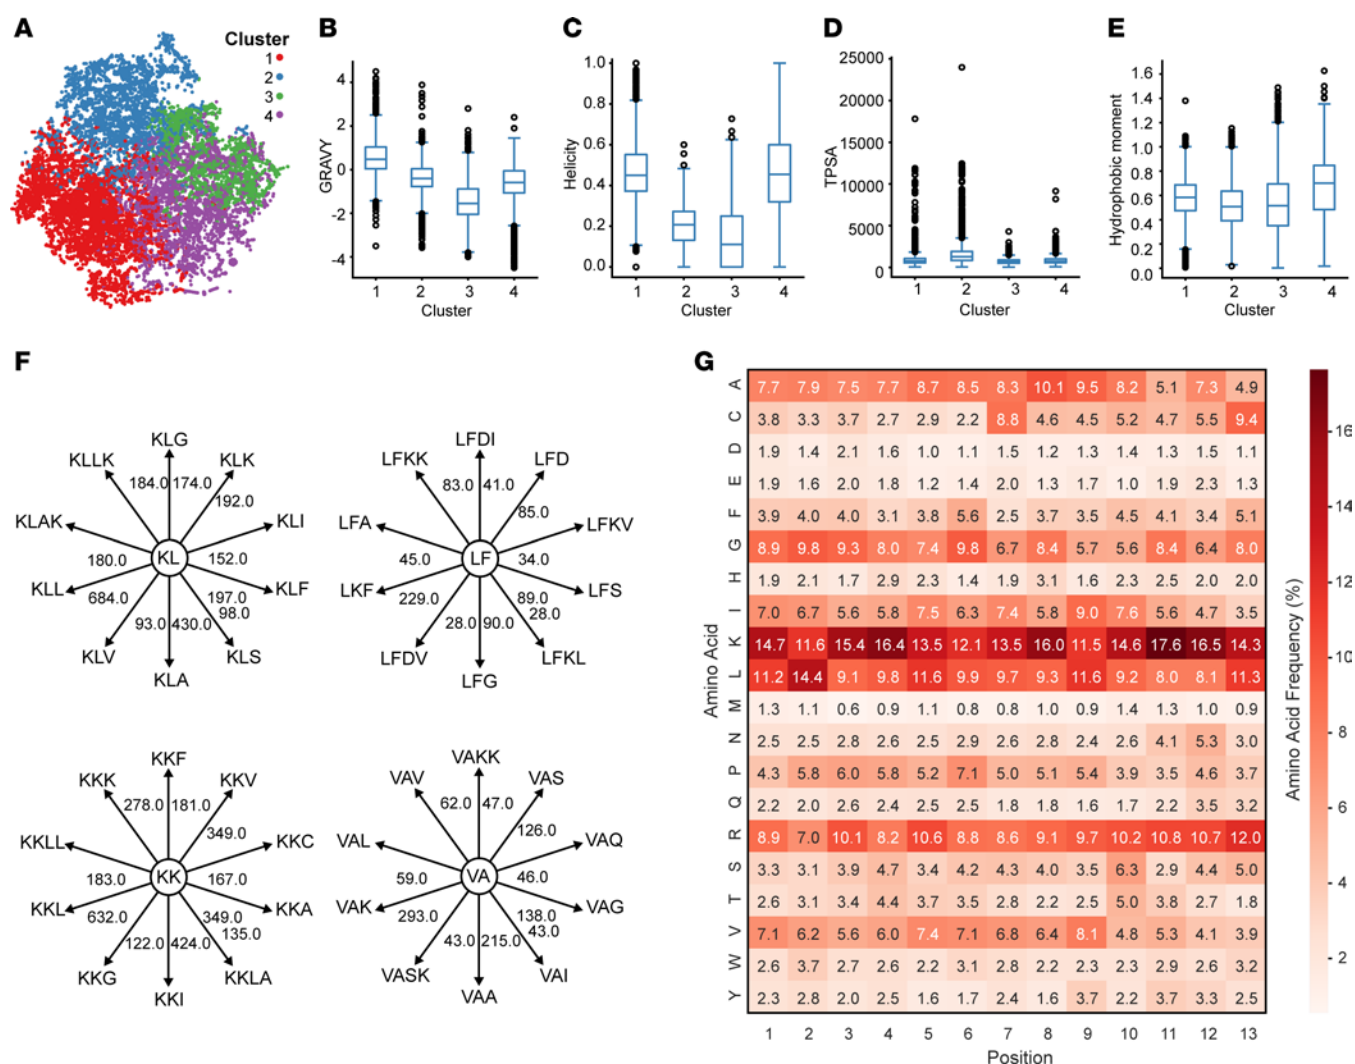 A
Cluster
1
2
3
4
B
GRAVY
4
2
0
-2
-4
1 2 3 4
Cluster
C
Helicity
1.0
0.8
0.6
0.4
0.2
0.0
1 2 3 4
Cluster
D
TPSA
25000
20000
15000
10000
5000
0
1 2 3 4
Cluster
E
Hydrophobic moment
1.6
1.4
1.2
1.0
0.8
0.6
0.4
0.2
0.0
1 2 3 4
Cluster
F
KLG
KLLK KLK
184.0 174.0
192.0
KLAK KLI
180.0 KL 152.0
KLL KLF
684.0 197.0
98.0
93.0 430.0
KLV KLS
KLA
LFDI
LFKK LFD
83.0 41.0
85.0
LFA LFKV
45.0 LF 34.0
LKF LFS
229.0 89.0
28.0
28.0 90.0
LFDV LFKL
LFG
KKF
KKK KKV
278.0 181.0
349.0
KKLL KKC
183.0 KK 167.0
KKL KKA
632.0 349.0
135.0
122.0 424.0
KKG KKLA
KKI
VAKK
VAV VAS
62.0 47.0
126.0
VAL VAQ
59.0 VA 46.0
VAK VAG
293.0 138.0
43.0
43.0 215.0
VASK VAI
VAA
G
Amino Acid
A 7.7 7.9 7.5 7.7 8.7 8.5 8.3 10.1 9.5 8.2 5.1 7.3 4.9
C 3.8 3.3 3.7 2.7 2.9 2.2 8.8 4.6 4.5 5.2 4.7 5.5 9.4
D 1.9 1.4 2.1 1.6 1.0 1.1 1.5 1.2 1.3 1.4 1.3 1.5 1.1
E 1.9 1.6 2.0 1.8 1.2 1.4 2.0 1.3 1.7 1.0 1.9 2.3 1.3
F 3.9 4.0 4.0 3.1 3.8 5.6 2.5 3.7 3.5 4.5 4.1 3.4 5.1
G 8.9 9.8 9.3 8.0 7.4 9.8 6.7 8.4 5.7 5.6 8.4 6.4 8.0
H 1.9 2.1 1.7 2.9 2.3 1.4 1.9 3.1 1.6 2.3 2.5 2.0 2.0
I 7.0 6.7 5.6 5.8 7.5 6.3 7.4 5.8 9.0 7.6 5.6 4.7 3.5
K 14.7 11.6 15.4 16.4 13.5 12.1 13.5 16.0 11.5 14.6 17.6 16.5 14.3
L 11.2 14.4 9.1 9.8 11.6 9.9 9.7 9.3 11.6 9.2 8.0 8.1 11.3
M 1.3 1.1 0.6 0.9 1.1 0.8 0.8 1.0 0.9 1.4 1.3 1.0 0.9
N 2.5 2.5 2.8 2.6 2.5 2.9 2.6 2.8 2.4 2.6 4.1 5.3 3.0
P 4.3 5.8 6.0 5.8 5.2 7.1 5.0 5.1 5.4 3.9 3.5 4.6 3.7
Q 2.2 2.0 2.6 2.4 2.5 2.5 1.8 1.8 1.6 1.7 2.2 3.5 3.2
R 8.9 7.0 10.1 8.2 10.6 8.8 8.6 9.1 9.7 10.2 10.8 10.7 12.0
S 3.3 3.1 3.9 4.7 3.4 4.2 4.3 4.0 3.5 6.3 2.9 4.4 5.0
T 2.6 3.1 3.4 4.4 3.7 3.5 2.8 2.2 2.5 5.0 3.8 2.7 1.8
V 7.1 6.2 5.6 6.0 7.4 7.1 6.8 6.4 8.1 4.8 5.3 4.1 3.9
W 2.6 3.7 2.7 2.6 2.2 3.1 2.8 2.2 2.3 2.3 2.9 2.6 3.2
Y 2.3 2.8 2.0 2.5 1.6 1.7 2.4 1.6 3.7 2.2 3.7 3.3 2.5
1 2 3 4 5 6 7 8 9 10 11 12 13
Position
16
14
12
10
8
6
4
2
Amino Acid Frequency (%)